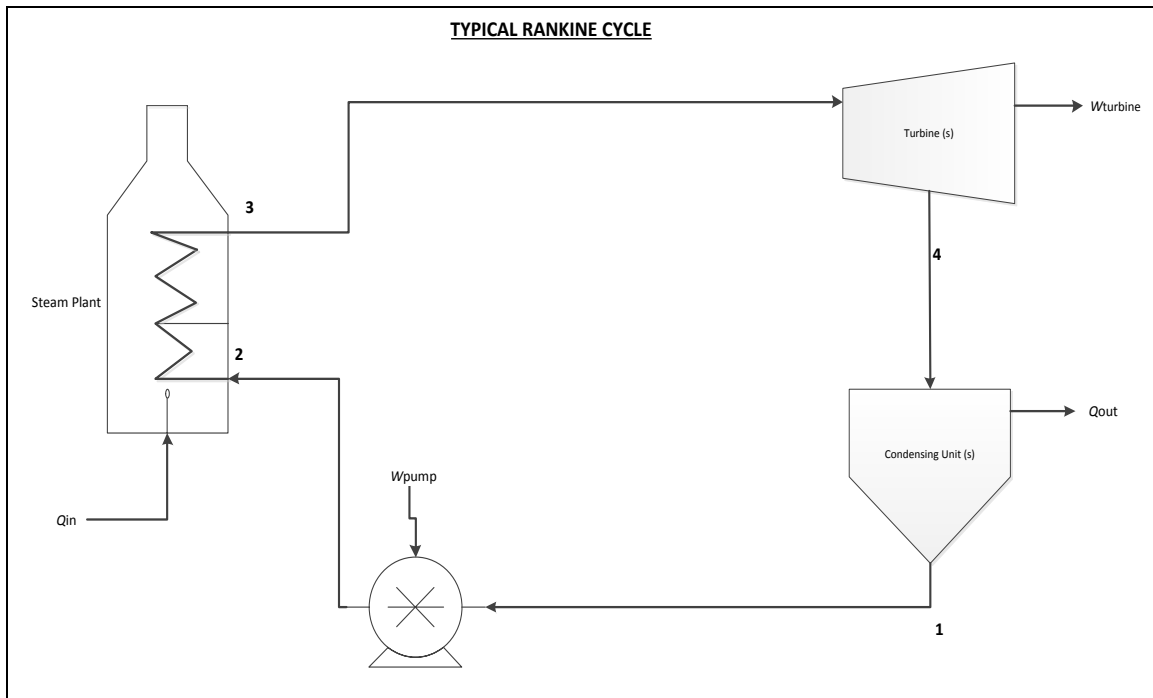 TYPICAL RANKINE CYCLE
Wturbine
Turbine (s)
3
4
Steam Plant
2
Qout
Condensing Unit (s)
Wpump
Qin
1